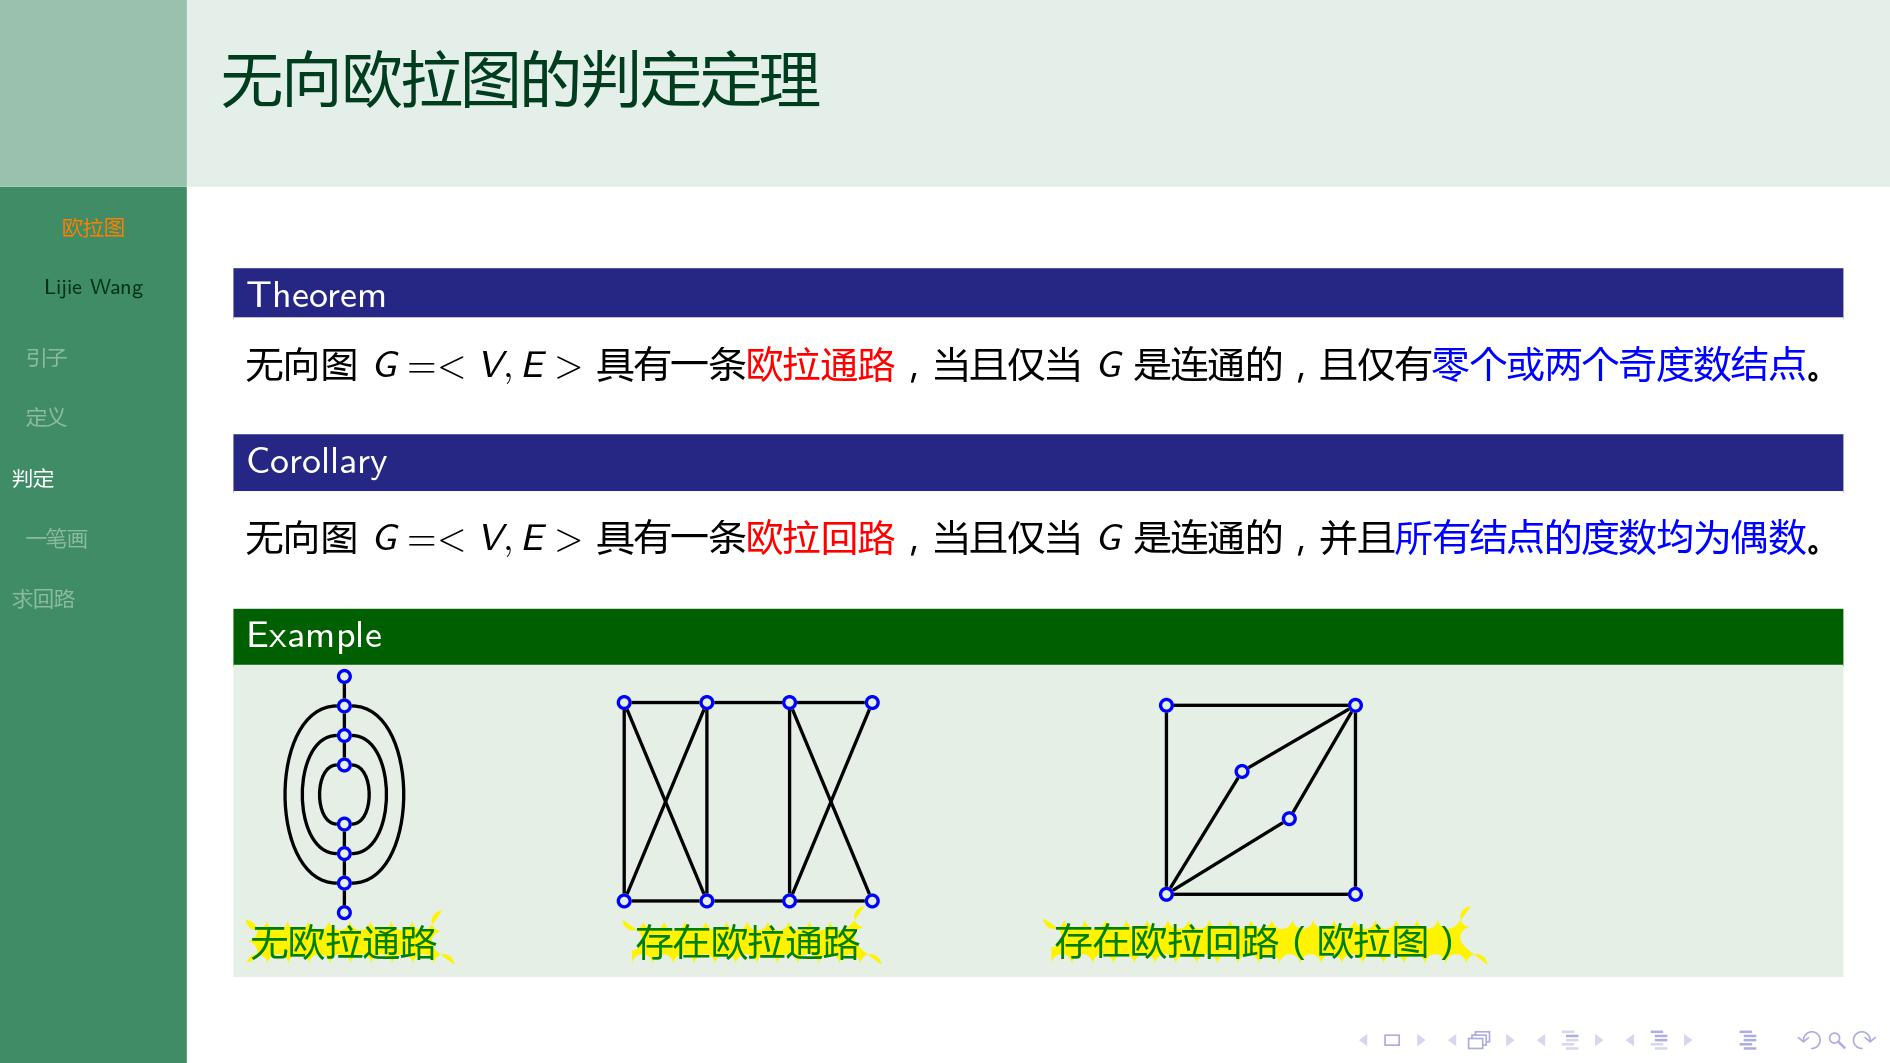 无向欧拉图的判定定理
欧拉图
Lijie Wang
引子
定义
判定
一笔画
求回路
Theorem
无向图 G =< V, E > 具有一条欧拉通路，当且仅当 G 是连通的，且仅有零个或两个奇度数结点。
Corollary
无向图 G =< V, E > 具有一条欧拉回路，当且仅当 G 是连通的，并且所有结点的度数均为偶数。
Example
无欧拉通路
存在欧拉通路
存在欧拉回路（欧拉图）